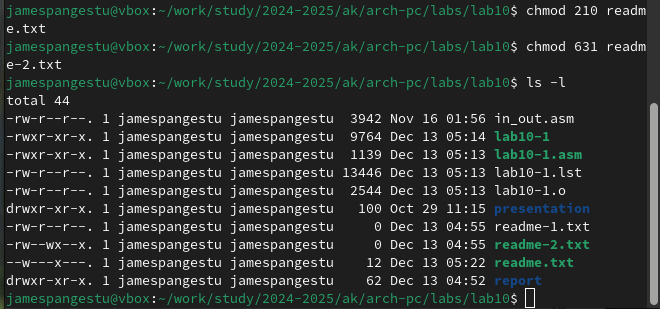 jamespangestu@vbox:~/work/study/2024-2025/ak/arch-pc/labs/lab10$ chmod 210 readm
e.txt
jamespangestu@vbox:~/work/study/2024-2025/ak/arch-pc/labs/lab10$ chmod 631 readm
e-2.txt
jamespangestu@vbox:~/work/study/2024-2025/ak/arch-pc/labs/lab10$ ls -l
total 44
-rw-r--r--. 1 jamespangestu jamespangestu  3942 Nov 16 01:56 in_out.asm
-rwxr-xr-x. 1 jamespangestu jamespangestu  9764 Dec 13 05:14 lab10-1
-rwxr-xr-x. 1 jamespangestu jamespangestu  1139 Dec 13 05:13 lab10-1.asm
-rw-r--r--. 1 jamespangestu jamespangestu 13446 Dec 13 05:13 lab10-1.lst
-rw-r--r--. 1 jamespangestu jamespangestu  2544 Dec 13 05:13 lab10-1.o
drwxr-xr-x. 1 jamespangestu jamespangestu   100 Oct 29 11:15 presentation
-rw-r--r--. 1 jamespangestu jamespangestu     0 Dec 13 04:55 readme-1.txt
-rw--wx--x. 1 jamespangestu jamespangestu     0 Dec 13 04:55 readme-2.txt
--w---x---. 1 jamespangestu jamespangestu    12 Dec 13 05:22 readme.txt
drwxr-xr-x. 1 jamespangestu jamespangestu    62 Dec 13 04:52 report
jamespangestu@vbox:~/work/study/2024-2025/ak/arch-pc/labs/lab10$